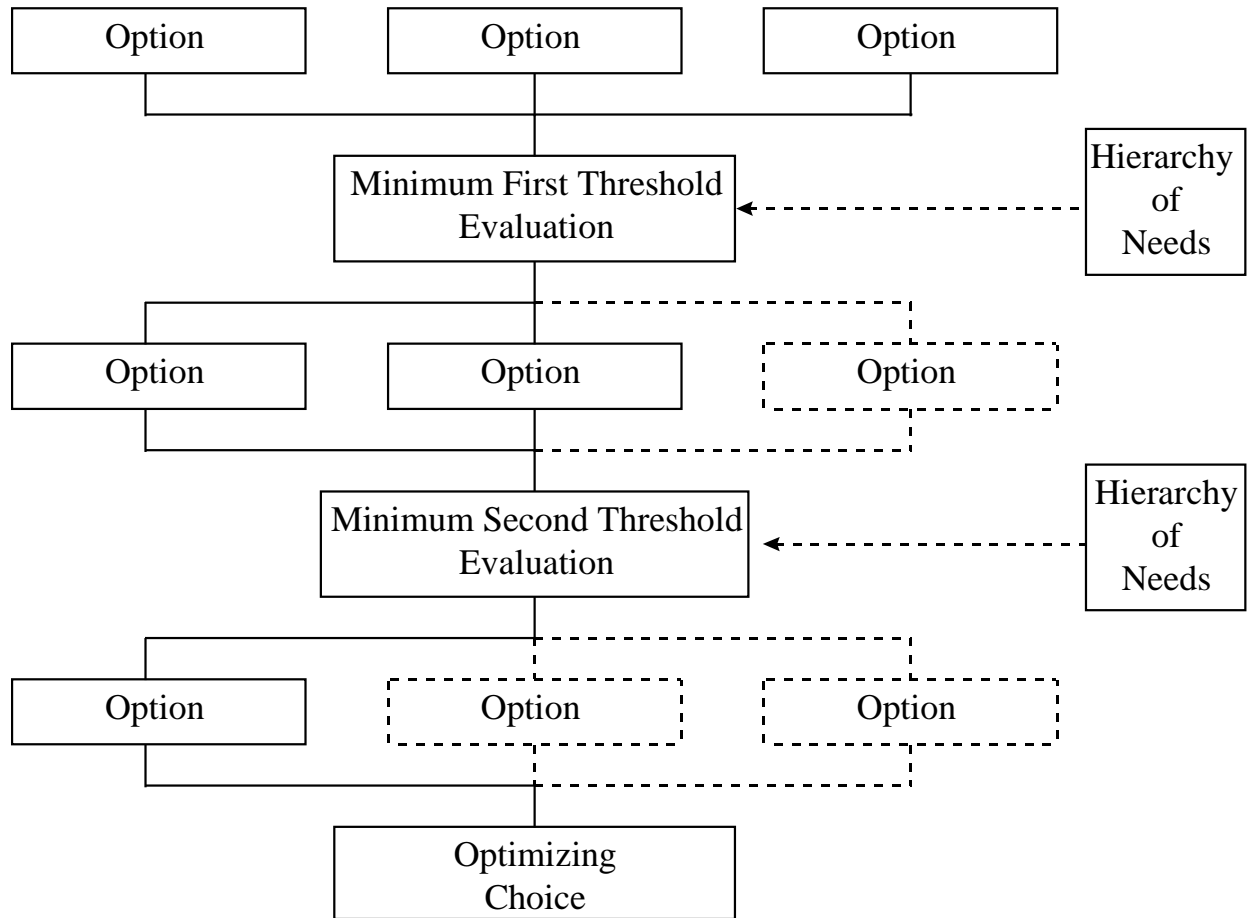 Option
Option
Option
Minimum First Threshold
Evaluation
Hierarchy
of
Needs
Option
Option
Option
Minimum Second Threshold
Evaluation
Hierarchy
of
Needs
Option
Option
Option
Optimizing
Choice